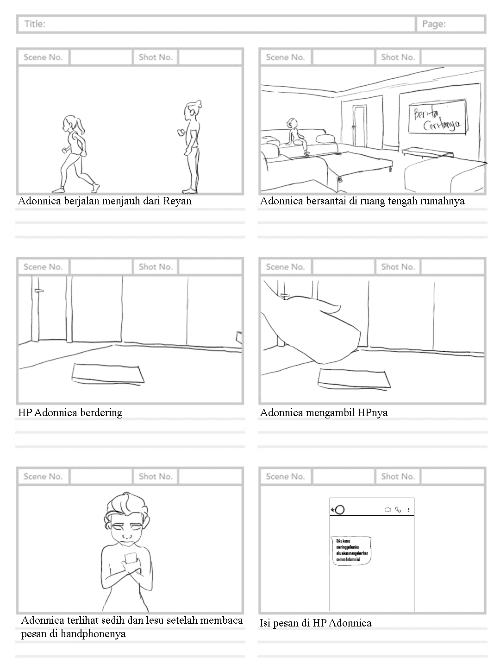 Title:
Page:
Scene No.
Shot No.
Scene No.
Shot No.
Berita
Ceritanya
Adonnica berjalan menjauh dari Reyan
Adonnica bersantai di ruang tengah rumahnya
Scene No.
Shot No.
Scene No.
Shot No.
HP Adonnica berdering
Adonnica mengambil HPnya
Scene No.
Shot No.
Scene No.
Shot No.
Adonnica terlihat sedih dan lesu setelah membaca
pesan di handphonenya
Isi pesan di HP Adonnica